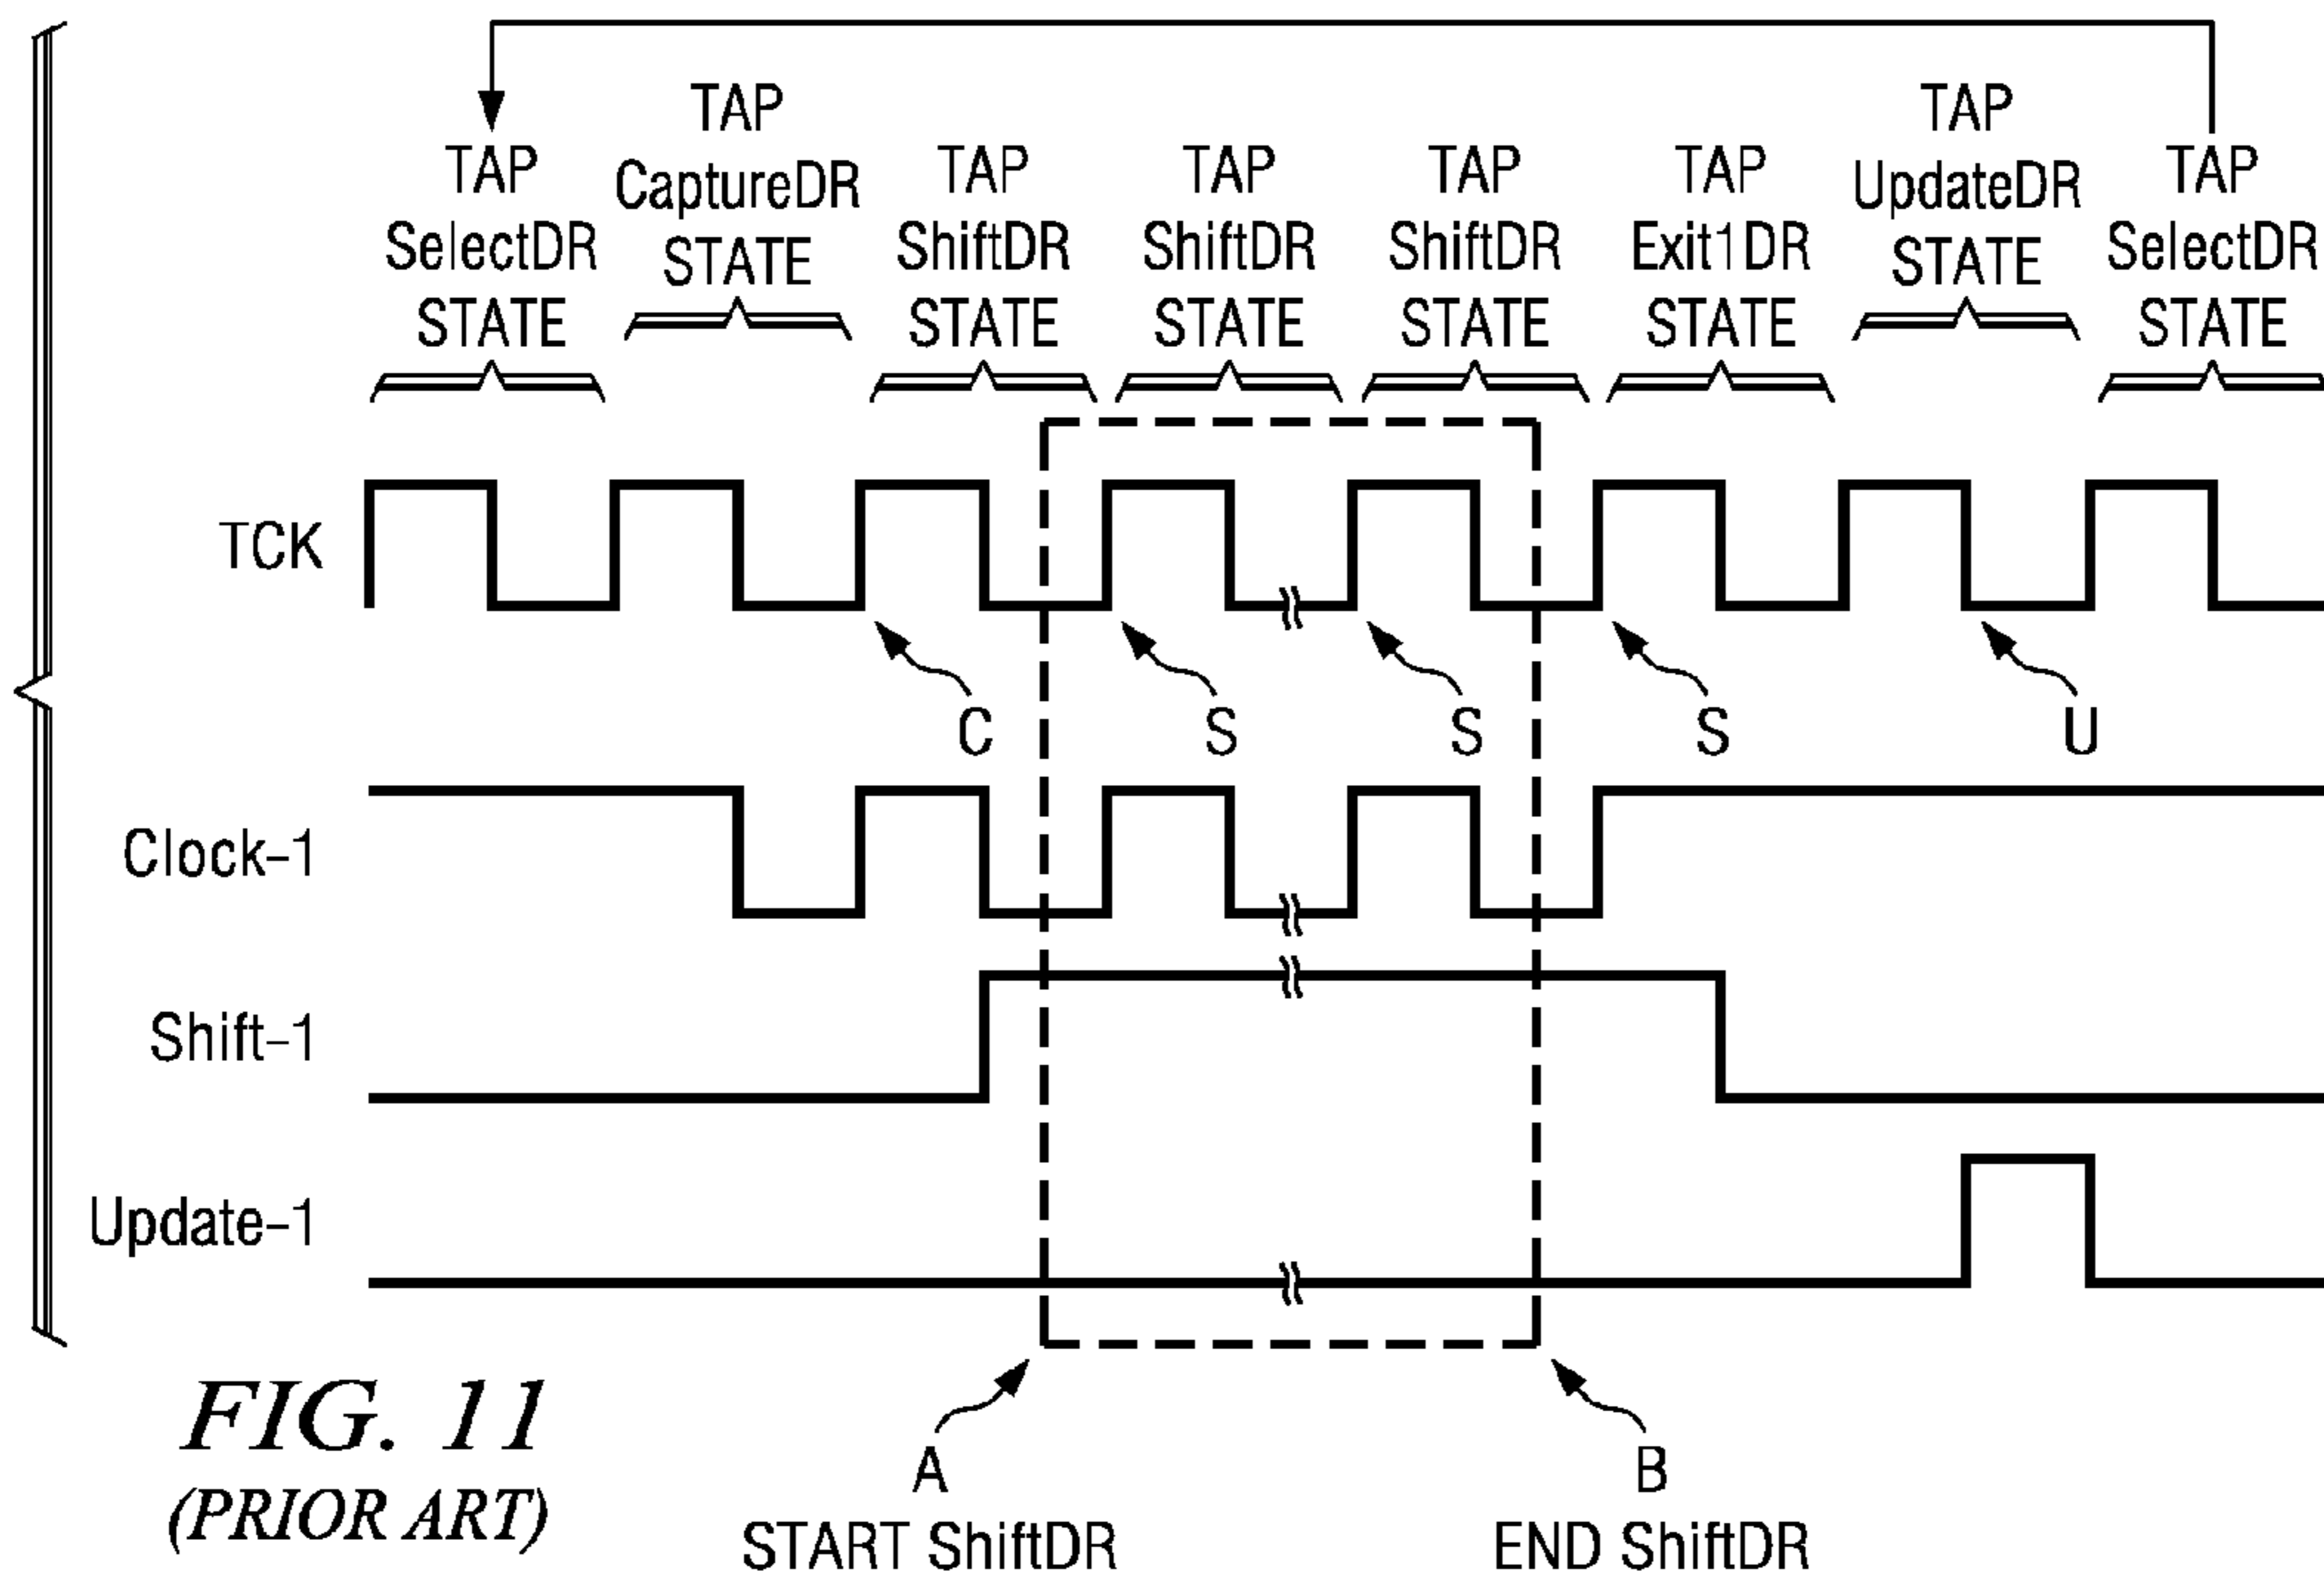 TAP
SelectDR
STATE
TAP
CaptureDR
STATE
TAP
ShiftDR
STATE
TAP
ShiftDR
STATE
TAP
ShiftDR
STATE
TAP
Exit1DR
STATE
TAP
UpdateDR
STATE
TAP
SelectDR
STATE
TCK
C
S
S
S
U
Clock-1
Shift-1
Update-1
A
START ShiftDR
B
END ShiftDR
FIG. 11
(PRIOR ART)